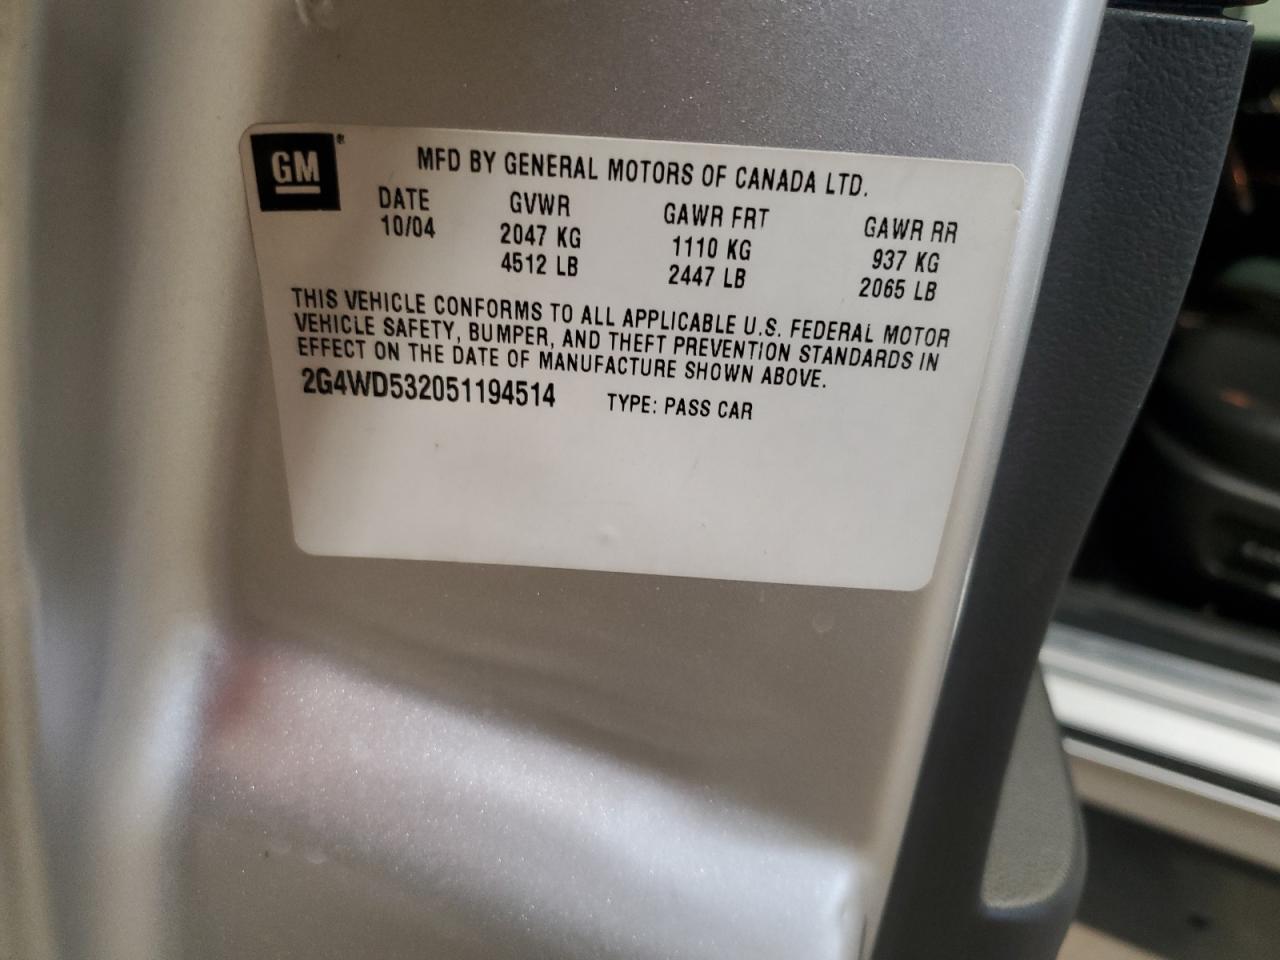 GM®
MFD BY GENERAL MOTORS OF CANADA LTD.
DATE GVWR GAWR FRT GAWR RR
10/04 2047 KG 1110 KG 937 KG
4512 LB 2447 LB 2065 LB
THIS VEHICLE CONFORMS TO ALL APPLICABLE U.S. FEDERAL MOTOR
VEHICLE SAFETY, BUMPER, AND THEFT PREVENTION STANDARDS IN
EFFECT ON THE DATE OF MANUFACTURE SHOWN ABOVE.
2G4WD532051194514 TYPE: PASS CAR